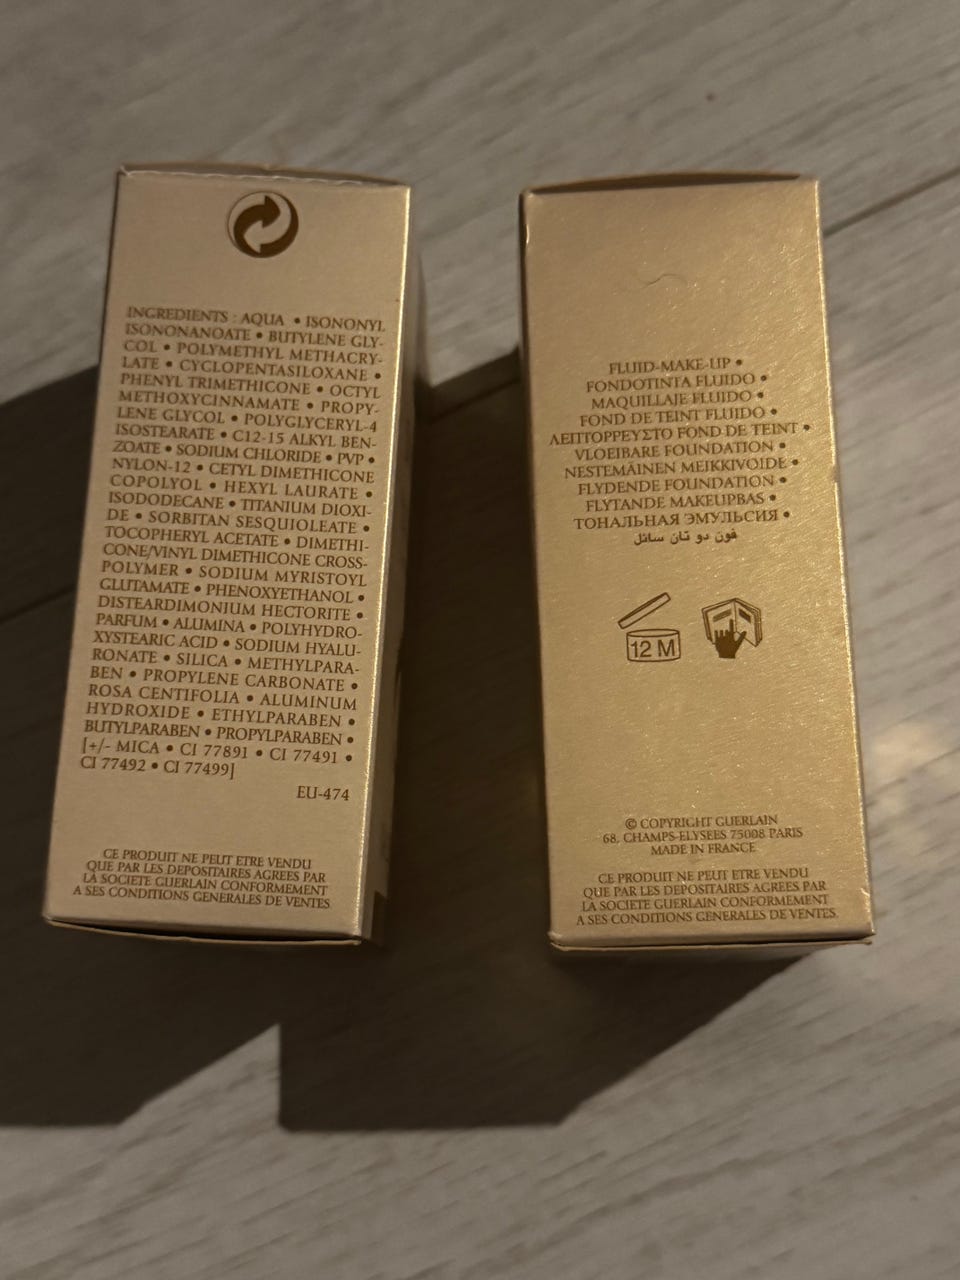 INGREDIENTS : AQUA • ISONONYL
ISONONANOATE • BUTYLENE GLY-
COL • POLYMETHYL METHACRY-
LATE • CYCLOPENTASILOXANE •
PHENYL TRIMETHICONE • OCTYL
METHOXYCINNAMATE • PROPY-
LENE GLYCOL • POLYGLYCERYL-4
ISOSTEARATE • C12-15 ALKYL BEN-
ZOATE • SODIUM CHLORIDE • PVP •
NYLON-12 • CETYL DIMETHICONE
COPOLYOL • HEXYL LAURATE •
ISODODECANE • TITANIUM DIOXI-
DE • SORBITAN SESQUIOLEATE •
TOCOPHERYL ACETATE • DIMETHI-
CONE/VINYL DIMETHICONE CROSS-
POLYMER • SODIUM MYRISTOYL
GLUTAMATE • PHENOXYETHANOL •
DISTEARDIMONIUM HECTORITE •
PARFUM • ALUMINA • POLYHYDRO-
XYSTEARIC ACID • SODIUM HYALU-
RONATE • SILICA • METHYLPARA-
BEN • PROPYLENE CARBONATE •
ROSA CENTIFOLIA • ALUMINUM
HYDROXIDE • ETHYLPARABEN •
BUTYLPARABEN • PROPYLPARABEN •
[+/- MICA • CI 77891 • CI 77491 •
CI 77492 • CI 77499]
EU-474
CE PRODUIT NE PEUT ETRE VENDU
QUE PAR LES DEPOSITAIRES AGREES PAR
LA SOCIETE GUERLAIN CONFORMEMENT
A SES CONDITIONS GENERALES DE VENTES
FLUID-MAKE-UP •
FONDOTINTA FLUIDO •
MAQUILLAJE FLUIDO •
FOND DE TEINT FLUIDO •
ΛΕΠΤΟΡΡΕΥΣΤΟ FOND DE TEINT •
VLOEIBARE FOUNDATION •
NESTEMÄINEN MEIKKIVOIDE •
FLYDENDE FOUNDATION •
FLYTANDE MAKEUPBAS •
ТОНАЛЬНАЯ ЭМУЛЬСИЯ •
فون دو تان سائل
12 M
© COPYRIGHT GUERLAIN
68, CHAMPS-ELYSEES 75008 PARIS
MADE IN FRANCE
CE PRODUIT NE PEUT ETRE VENDU
QUE PAR LES DEPOSITAIRES AGREES PAR
LA SOCIETE GUERLAIN CONFORMEMENT
A SES CONDITIONS GENERALES DE VENTES.